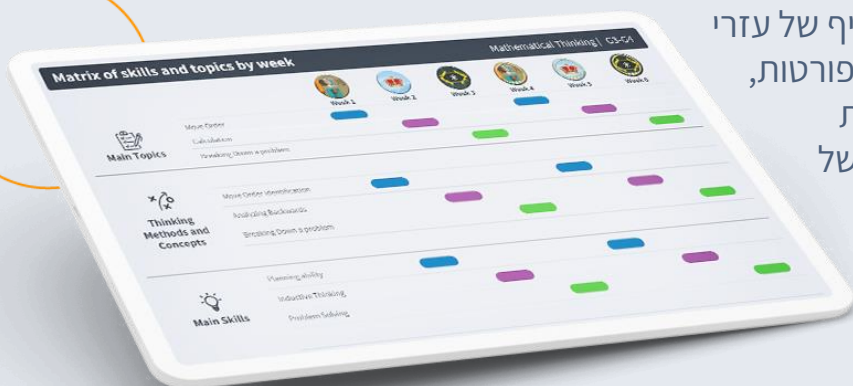 יף של עזרי
פורטות,
ת
של
Matrix of skills and topics by week
Mathematical Thinking | G3-G4
Week 1
Week 2
Week 3
Week 4
Week 5
Week 6
Main Topics
Move Order
Calculation
Breaking Down a problem
Thinking
Methods and
Concepts
Move Order Identification
Analyzing Backwards
Breaking Down a problem
Main Skills
Planning ability
Inductive Thinking
Problem Solving